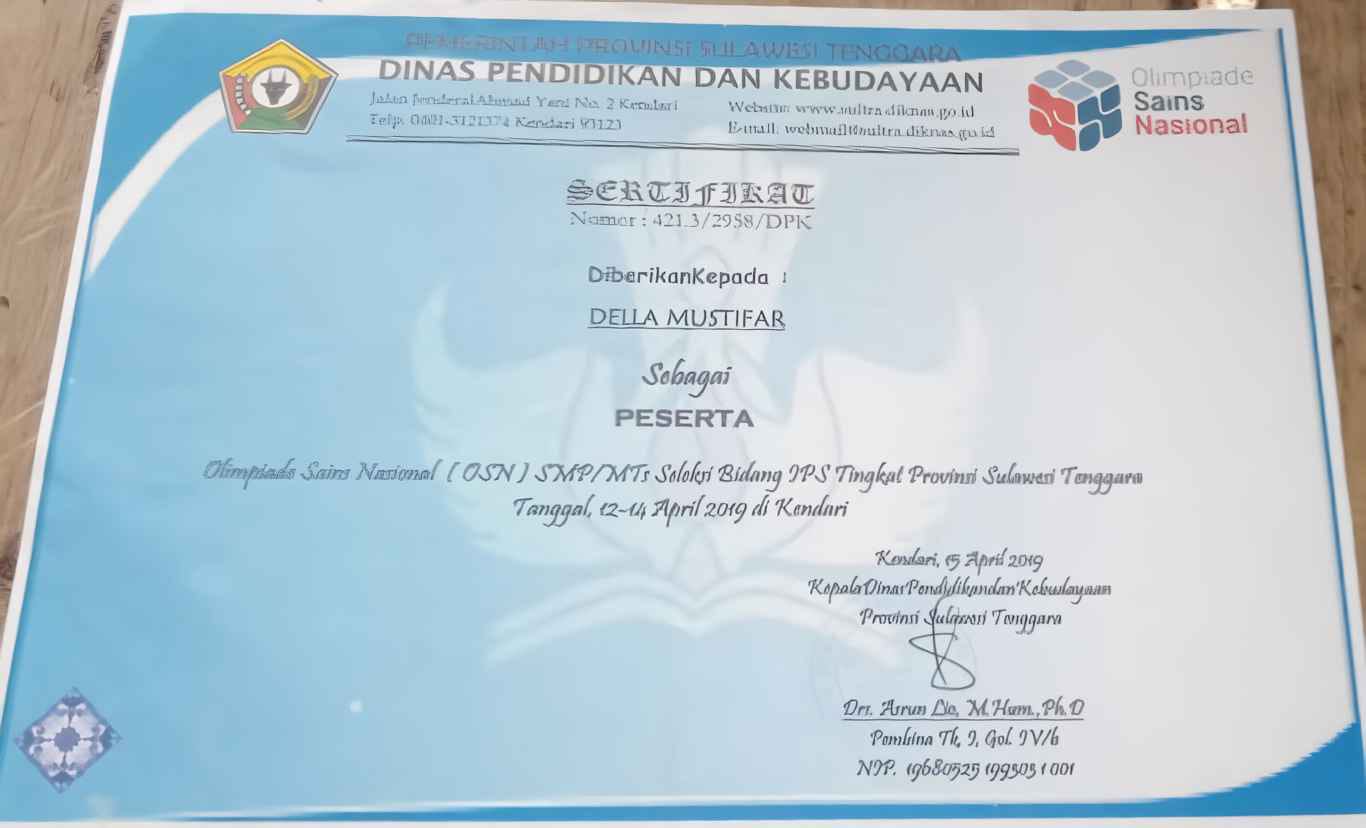 PEMERINTAH PROVINSI SULAWESI TENGGARA
DINAS PENDIDIKAN DAN KEBUDAYAAN
Jalan Jenderal Ahmad Yani No. 2 Kendari
Website: www.sultra.diknas.go.id
Telp. 0401-3121374 Kendari 93123
E-mail: webmail@sultra.diknas.go.id
Olimpiade
Sains
Nasional
SERTIFIKAT
Nomor : 421.3/2958/DPK
DiberikanKepada :
DELLA MUSTIFAR
Sebagai
PESERTA
Olimpiade Sains Nasional ( OSN ) SMP/MTs Seleksi Bidang IPS Tingkat Provinsi Sulawesi Tenggara
Tanggal, 12-14 April 2019 di Kendari
Kendari, 15 April 2019
Kepala Dinas Pendidikan dan Kebudayaan
Provinsi Sulawesi Tenggara
Drs. Asrun Lio, M.Hum., Ph.D
Pembina Tk, I, Gol. IV/b
NIP. 19680525 199303 1 001